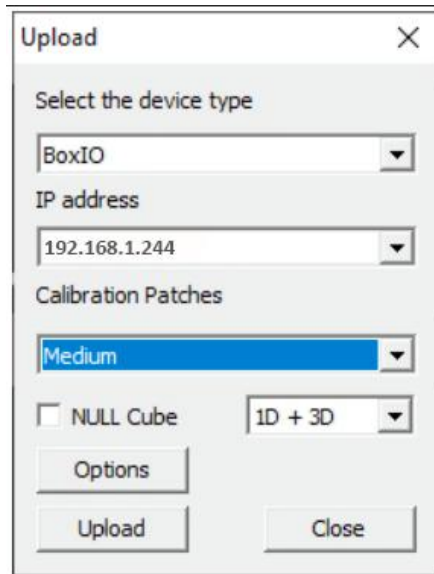 Upload
Select the device type
BoxIO
IP address
192.168.1.244
Calibration Patches
Medium
NULL Cube 1D + 3D
Options
Upload Close